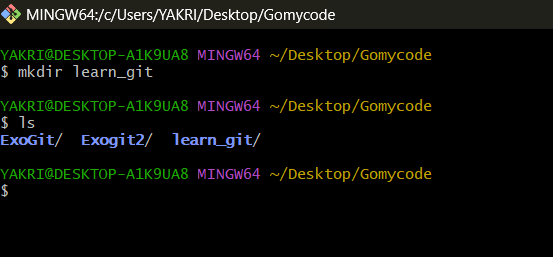 MINGW64:/c/Users/YAKRI/Desktop/Gomycode
YAKRI@DESKTOP-A1K9UA8 MINGW64 ~/Desktop/Gomycode
$ mkdir learn_git
YAKRI@DESKTOP-A1K9UA8 MINGW64 ~/Desktop/Gomycode
$ ls
ExoGit/  Exogit2/  learn_git/
YAKRI@DESKTOP-A1K9UA8 MINGW64 ~/Desktop/Gomycode
$